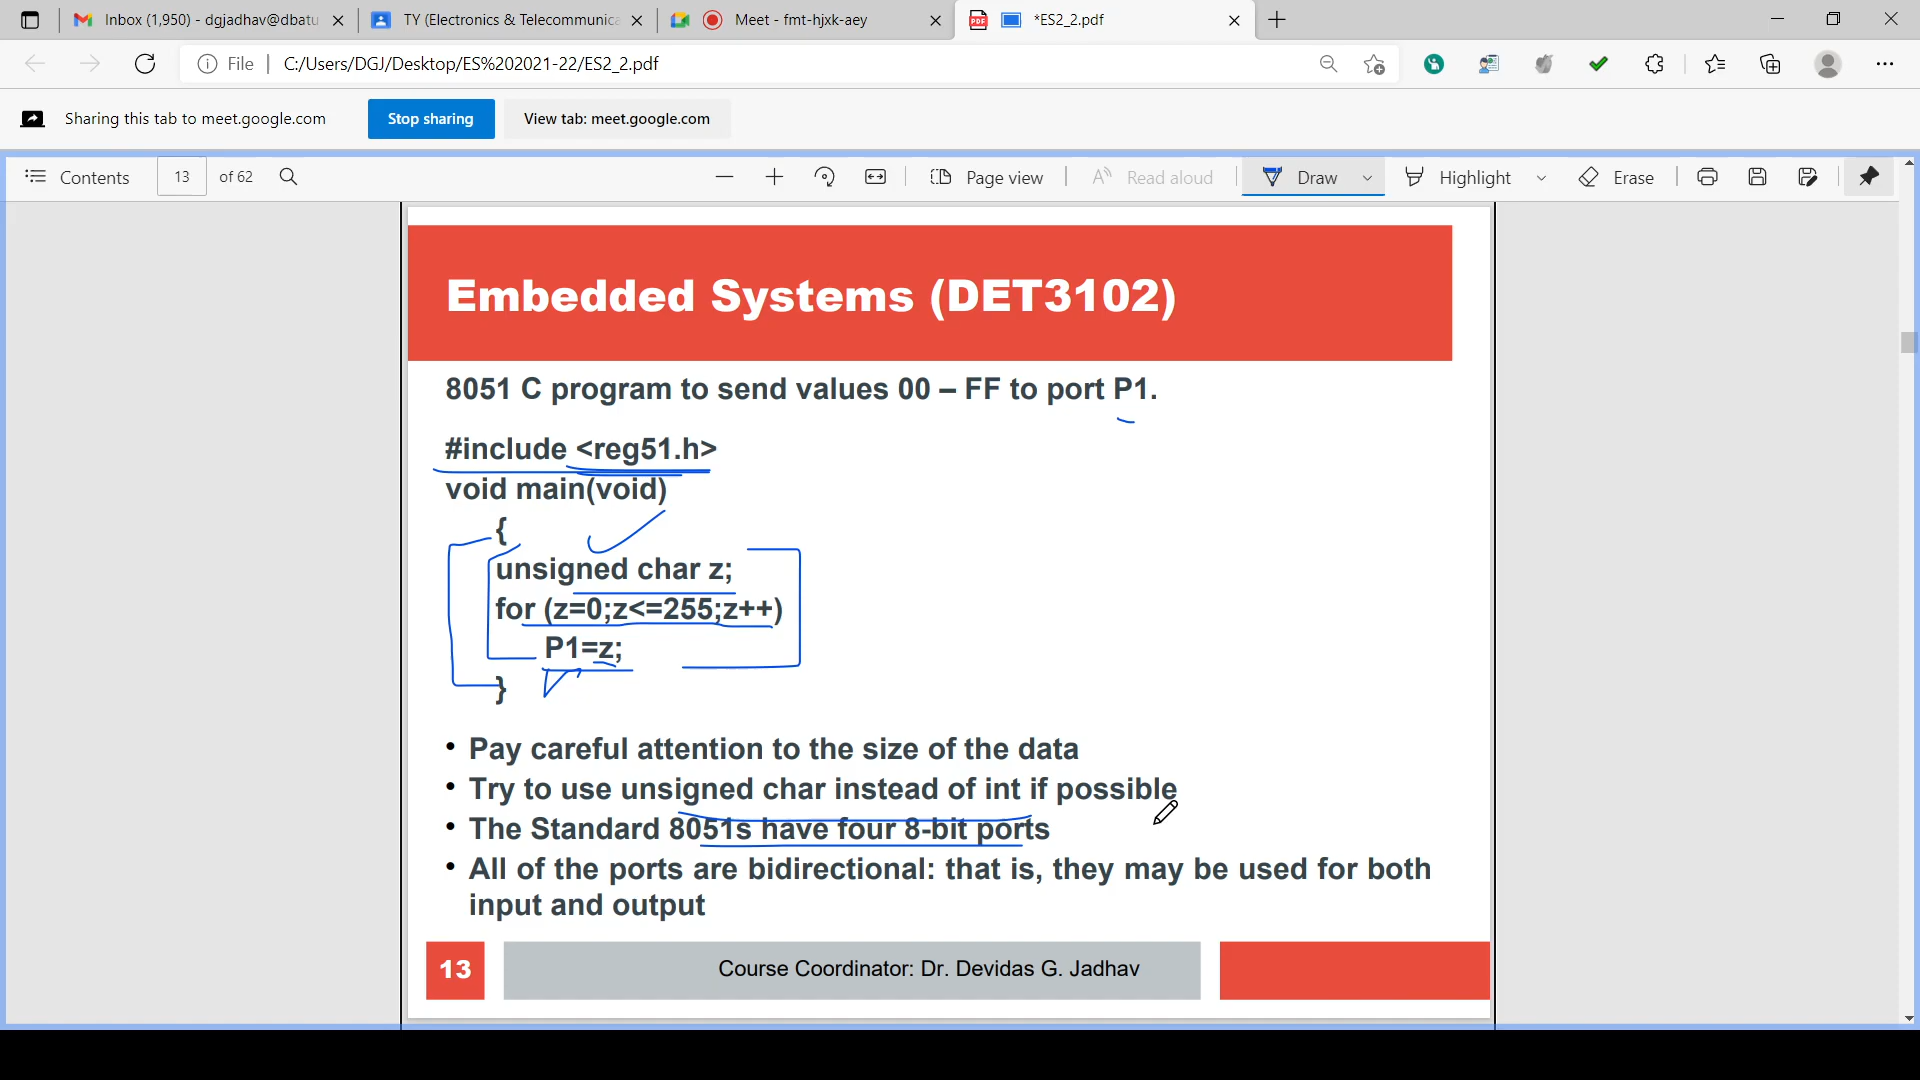 Inbox (1,950) - dgjadhav@dbatu
TY (Electronics & Telecommunica
Meet - fmt-hjxk-aey
*ES2_2.pdf
File
C:/Users/DGJ/Desktop/ES%202021-22/ES2_2.pdf
Sharing this tab to meet.google.com
Stop sharing
View tab: meet.google.com
Contents
13
of 62
Page view
Read aloud
Draw
Highlight
Erase
Embedded Systems (DET3102)
8051 C program to send values 00 – FF to port P1.
#include <reg51.h>
void main(void)
{
unsigned char z;
for (z=0;z<=255;z++)
P1=z;
}
• Pay careful attention to the size of the data
• Try to use unsigned char instead of int if possible
• The Standard 8051s have four 8-bit ports
• All of the ports are bidirectional: that is, they may be used for both
input and output
13
Course Coordinator: Dr. Devidas G. Jadhav